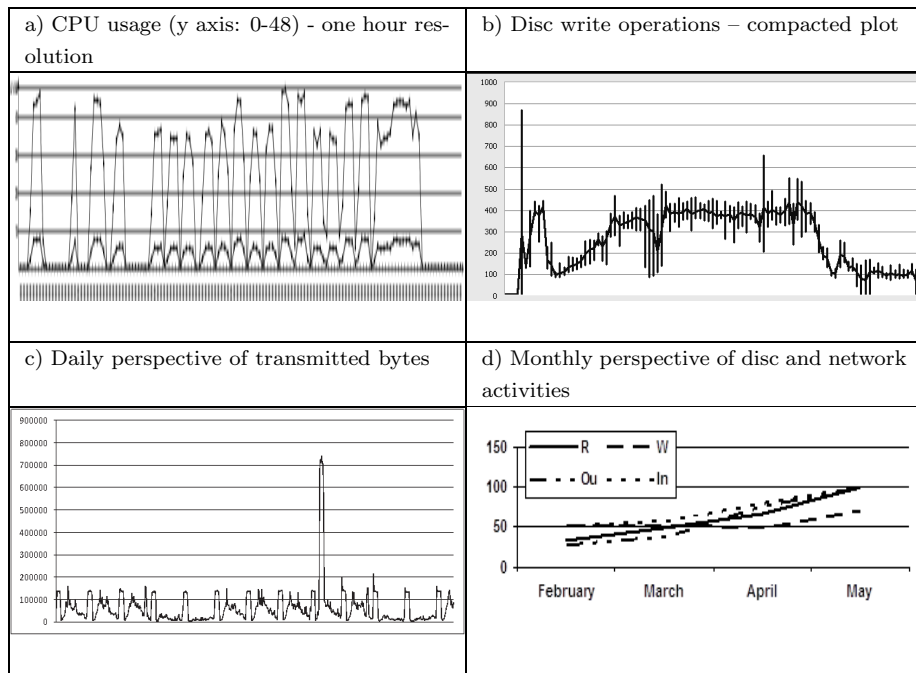 a) CPU usage (y axis: 0-48) - one hour res-
olution
b) Disc write operations – compacted plot
1000
900
800
700
600
500
400
300
200
100
0
c) Daily perspective of transmitted bytes
d) Monthly perspective of disc and network
activities
900000
800000
700000
600000
500000
400000
300000
200000
100000
0
R W
Ou In
150
100
50
0
February March April May